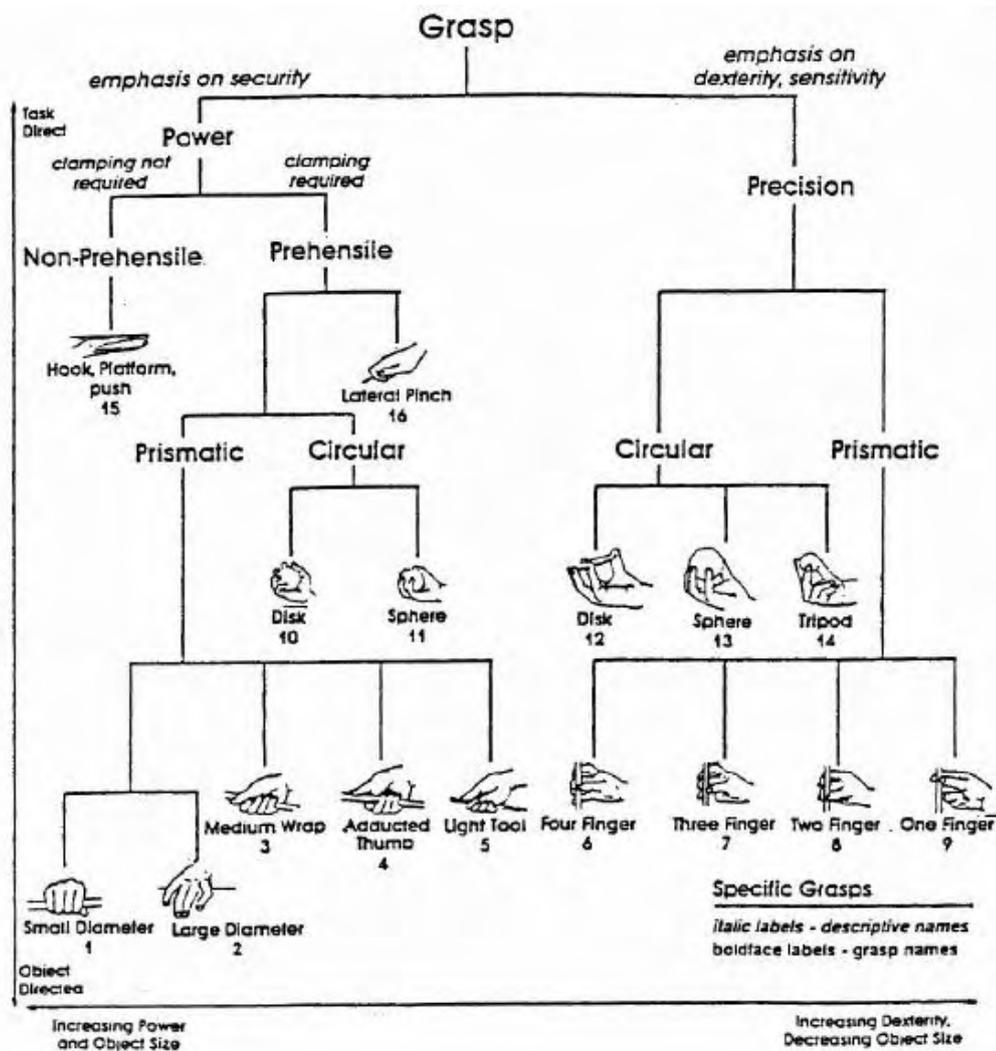 Grasp
emphasis on security
emphasis on
dexterity, sensitivity
Task
Direct
Power
clamping not
required
clamping
required
Precision
Non-Prehensile
Prehensile
Hook, Platform,
push
15
Lateral Pinch
16
Prismatic
Circular
Circular
Prismatic
Disk
10
Sphere
11
Disk
12
Sphere
13
Tripod
14
Medium Wrap
3
Adducted
Thumb
4
Light Tool
5
Four Finger
6
Three Finger
7
Two Finger
8
One Finger
9
Small Diameter
1
Large Diameter
2
Specific Grasps
italic labels - descriptive names
boldface labels - grasp names
Object
Directed
Increasing Power
and Object Size
Increasing Dexterity,
Decreasing Object Size